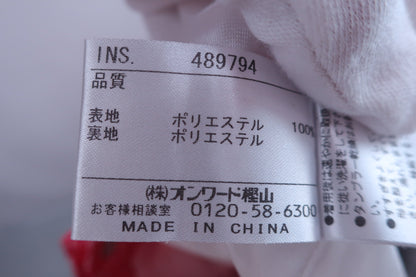 INS. 489794
品質
表地 ポリエステル 100%
裏地 ポリエステル
㈱オンワード樫山
お客様相談室 0120-58-6300
MADE IN CHINA